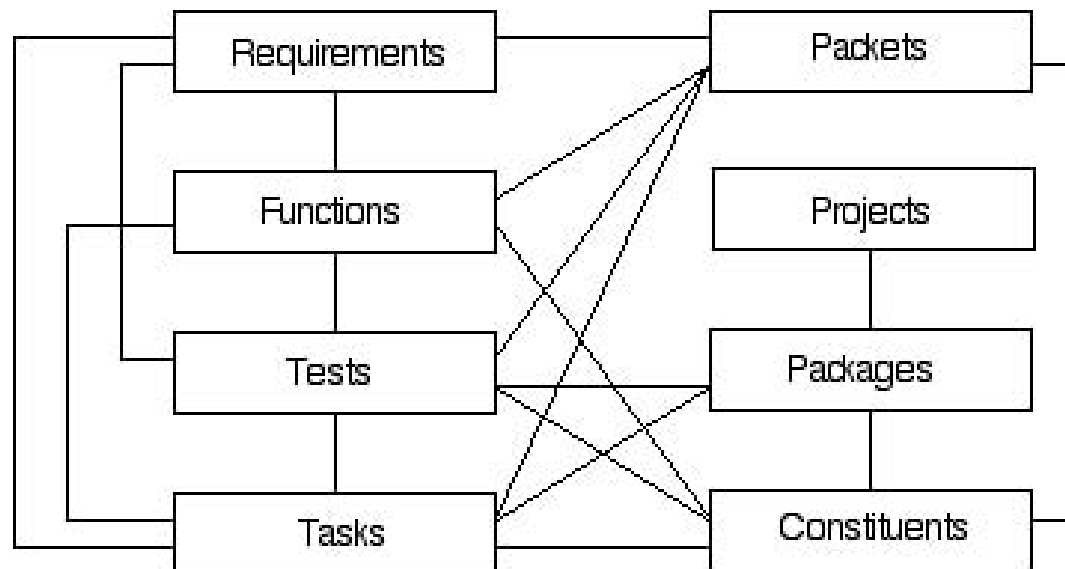 Requirements
Packets
Functions
Projects
Tests
Packages
Tasks
Constituents